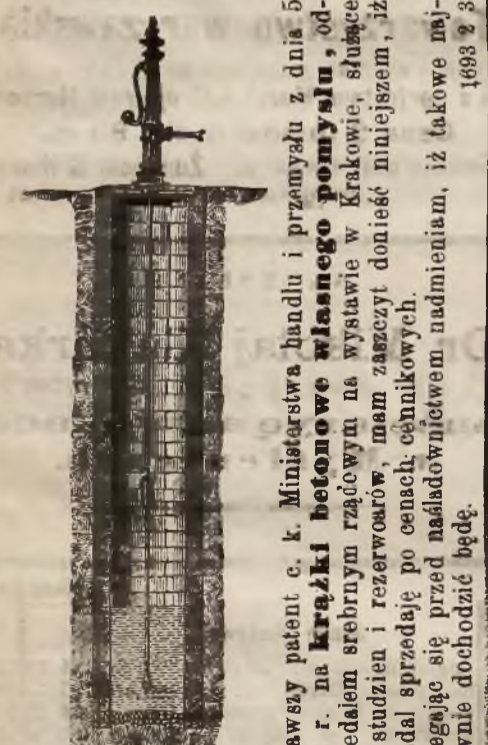 awszy patent c. k. Ministerstwa handlu i przemysłu z dnia 5
r. na krążki betonowe własnego pomysłu, od-
edalem srebrnym rządowym na wystawie w Krakowie, służące
studzien i rezerwoarów, mam zaszczyt donieść niniejszem, iż
dal sprzedaję po cenach cennikowych.
egając się przed naśladownictwem nadmieniam, iż takowe naj-
wnie dochodzić będę.
1693 2 3